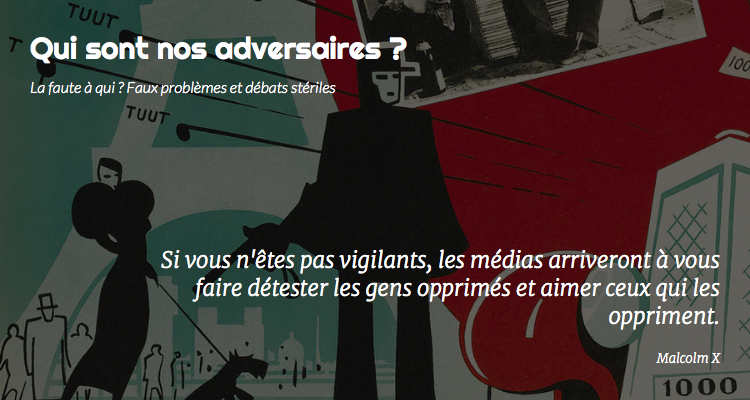 TUUT
T
Qui sont nos adversaires ?
La faute à qui ? Faux problèmes et débats stériles
100
TUUT
Si vous n'êtes pas vigilants, les médias arriveront à vous
faire détester les gens opprimés et aimer ceux qui les
oppriment.
Malcolm X
1000